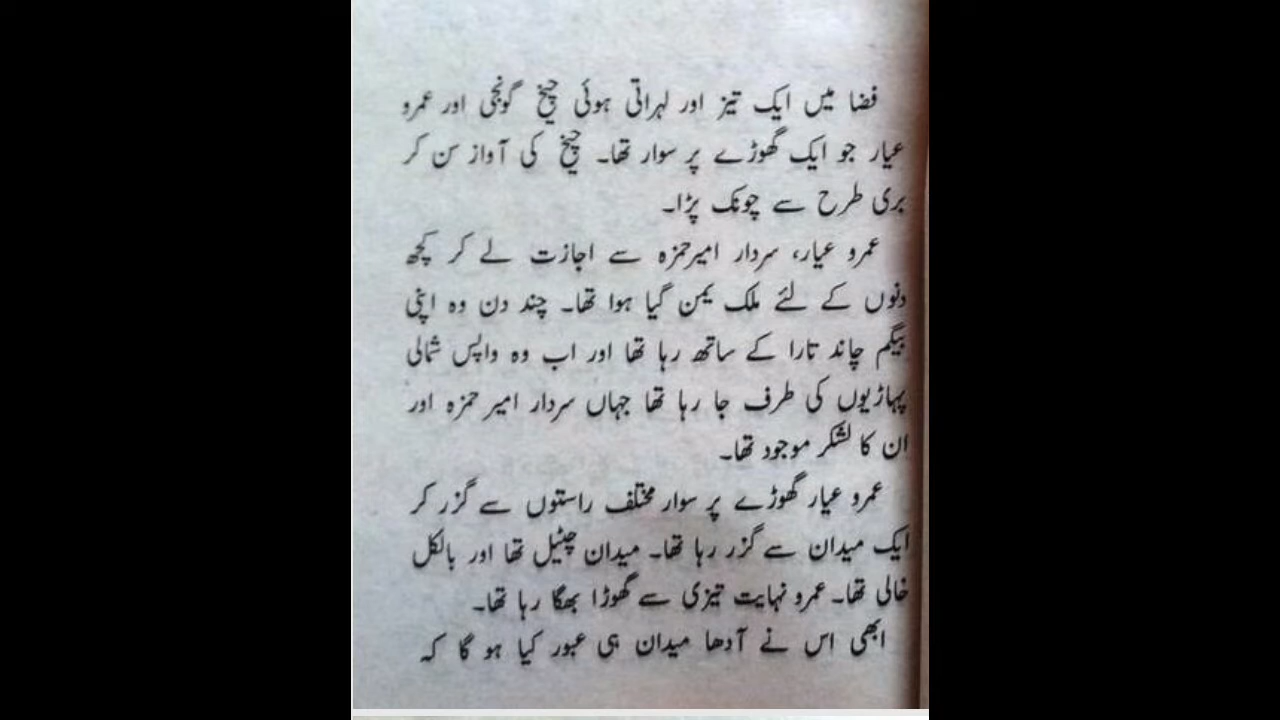 فضا میں ایک تیز اور لہراتی ہوئی چیخ گونجی اور عمرو
عیار جو ایک گھوڑے پر سوار تھا۔ چیخ کی آواز سن کر
بری طرح سے چونک پڑا۔
عمرو عیار، سردار امیرحمزہ سے اجازت لے کر کچھ
دنوں کے لئے ملک یمن گیا ہوا تھا۔ چند دن وہ اپنی
بیگم چاند تارا کے ساتھ رہا تھا اور اب وہ واپس شمالی
پہاڑیوں کی طرف جا رہا تھا جہاں سردار امیر حمزہ اور
ان کا لشکر موجود تھا۔
عمرو عیار گھوڑے پر سوار مختلف راستوں سے گزر کر
ایک میدان سے گزر رہا تھا۔ میدان چٹیل تھا اور بالکل
خالی تھا۔ عمرو نہایت تیزی سے گھوڑا بھگا رہا تھا۔
ابھی اس نے آدھا میدان ہی عبور کیا ہو گا کہ